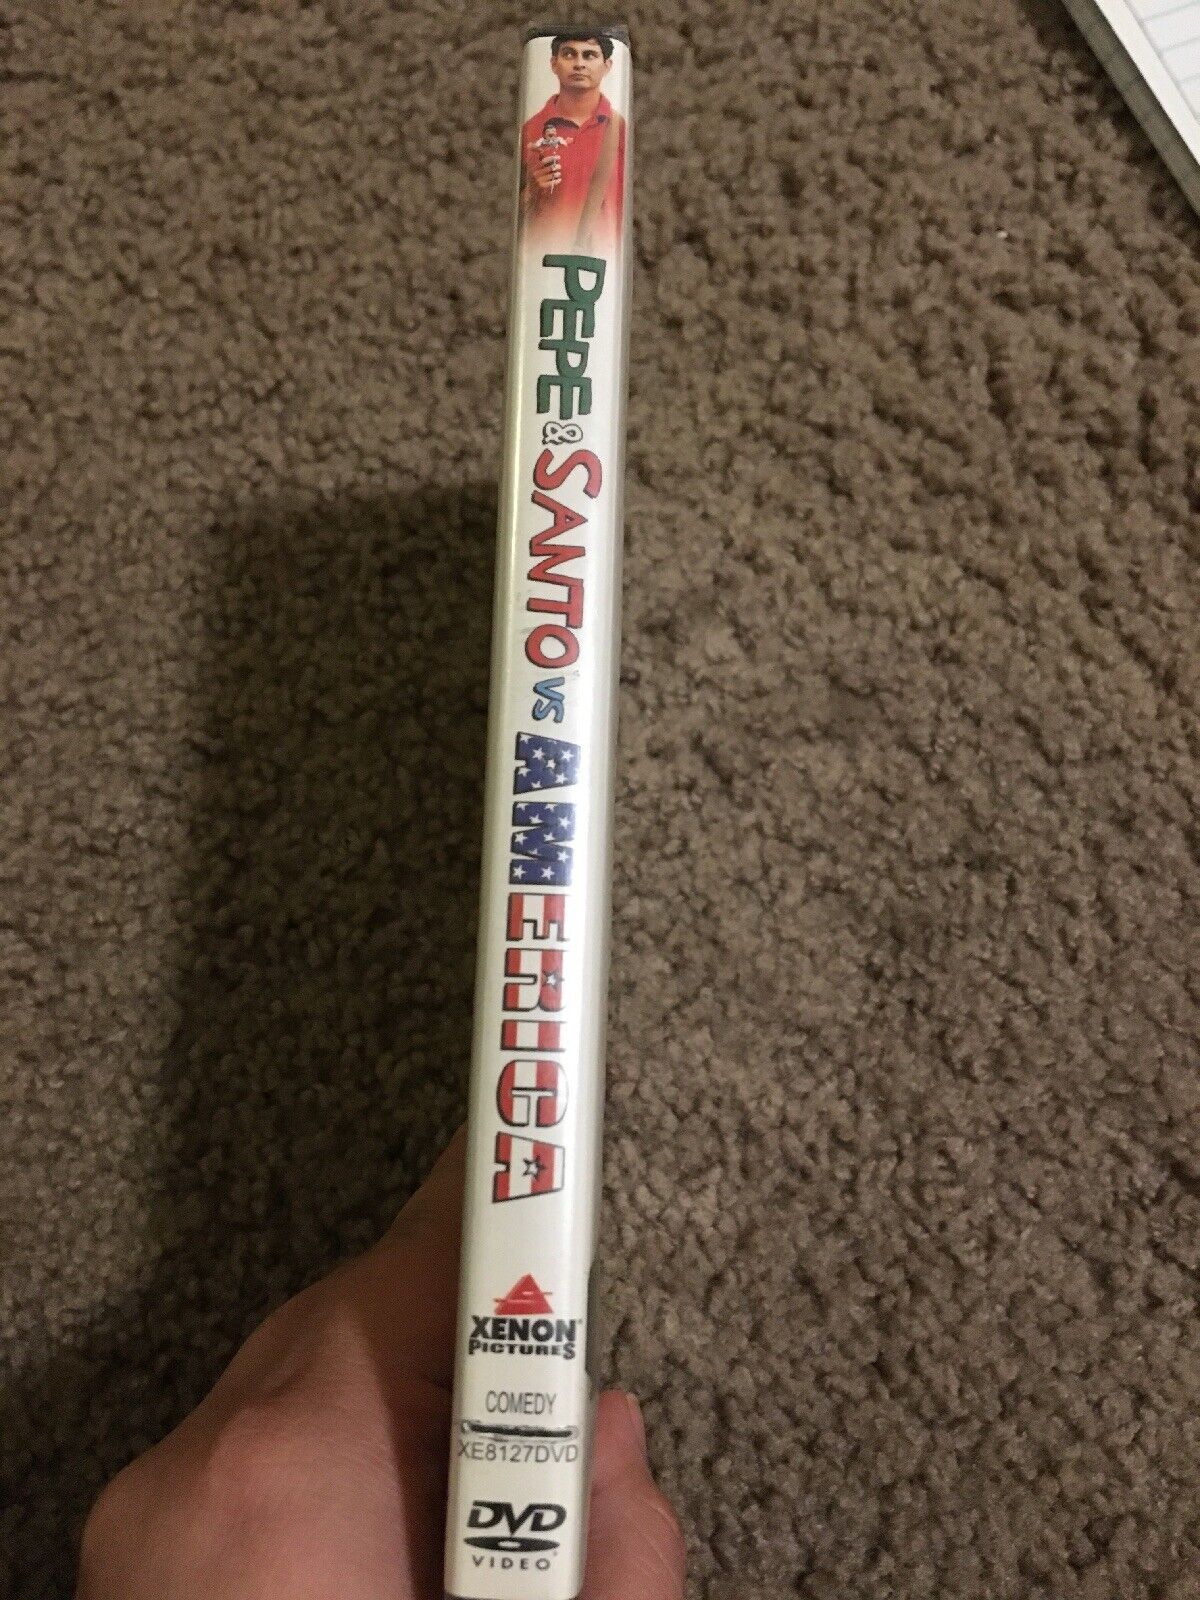 PEPE & SANTO VS AMERICA
XENON
PICTURES
COMEDY
XE8127DVD
DVD
VIDEO